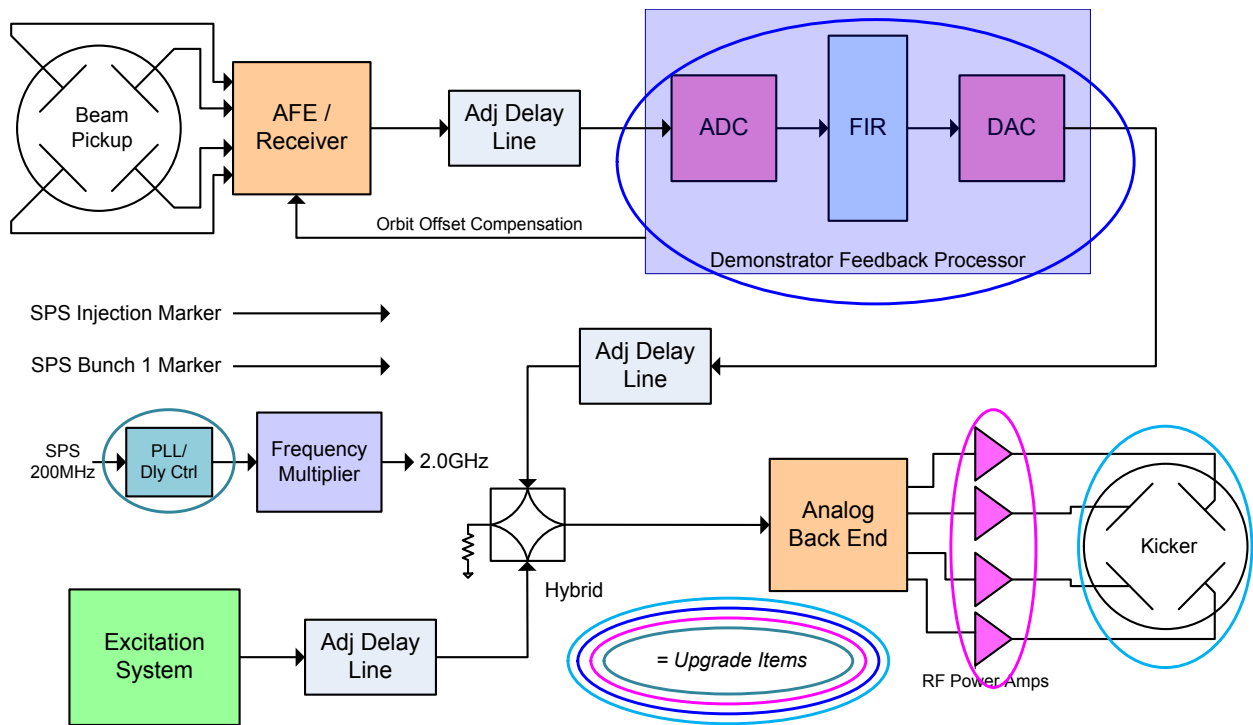 Beam
Pickup
AFE /
Receiver
Adj Delay
Line
ADC
FIR
DAC
Orbit Offset Compensation
Demonstrator Feedback Processor
SPS Injection Marker
SPS Bunch 1 Marker
Adj Delay
Line
SPS
200MHz
PLL/
Dly Ctrl
Frequency
Multiplier
2.0GHz
Hybrid
Analog
Back End
Kicker
RF Power Amps
Excitation
System
Adj Delay
Line
= Upgrade Items